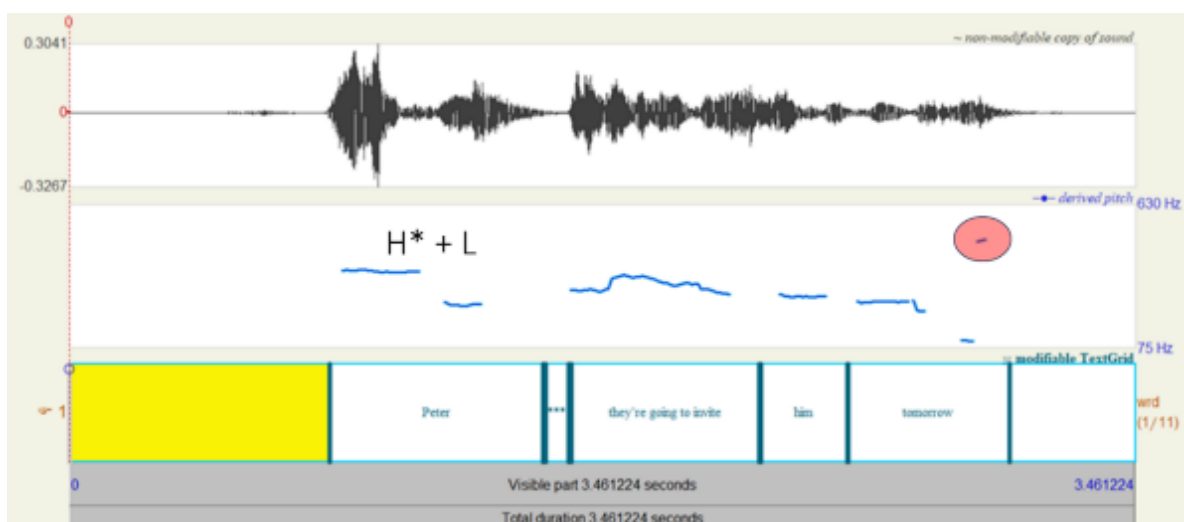 0
0.3041
~ non-modifiable copy of sound
0
-0.3267
derived pitch 630 Hz
H* + L
75 Hz
modifiable TextGrid
1 Peter *** they're going to invite him tomorrow wrd
(1/11)
0 Visible part 3.461224 seconds 3.461224
Total duration 3.461224 seconds